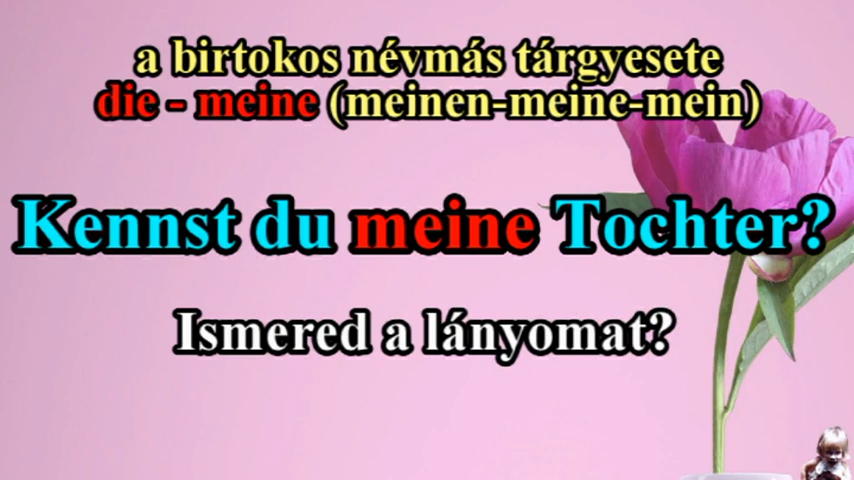 a birtokos névmás tárgyesete
die - meine (meinen-meine-mein)
Kennst du meine Tochter?
Ismered a lányomat?